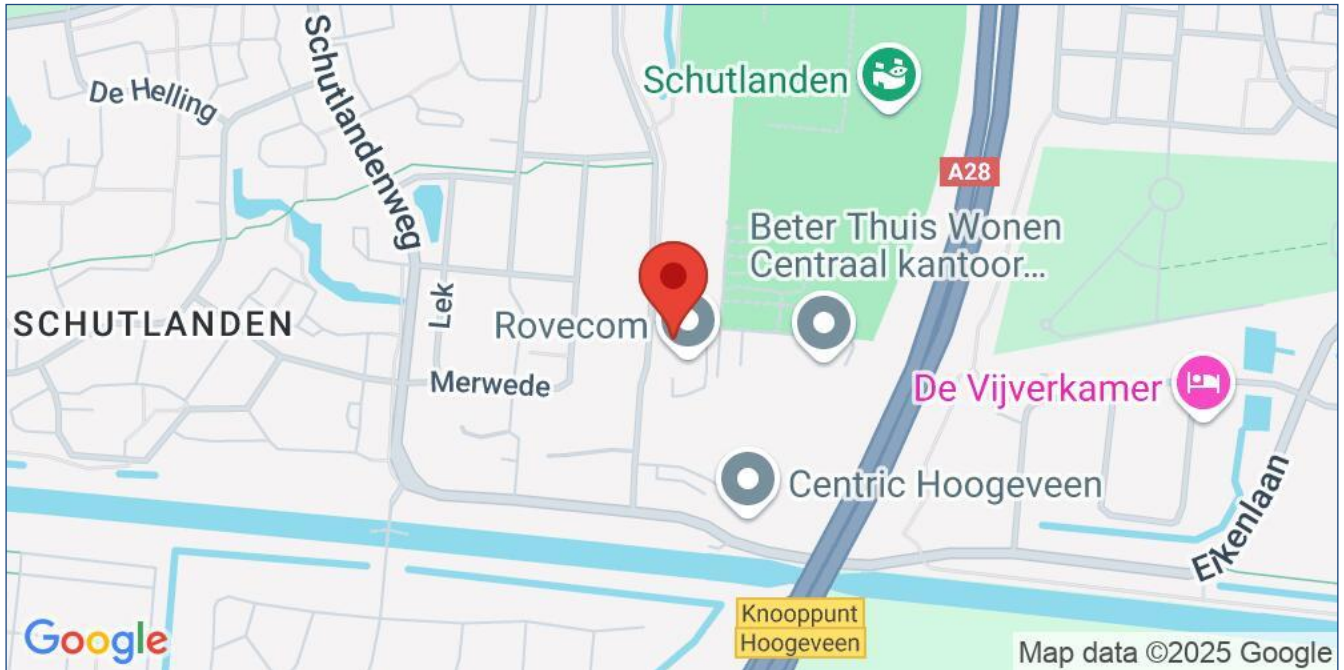 De Helling
Schutlandenweg
Schutlanden
A28
Beter Thuis Wonen
Centraal kantoor...
Lek
SCHUTLANDEN
Rovecom
Merwede
De Vijverkamer
Centric Hoogeveen
Eikenlaan
Knooppunt
Hoogeveen
Google
Map data ©2025 Google